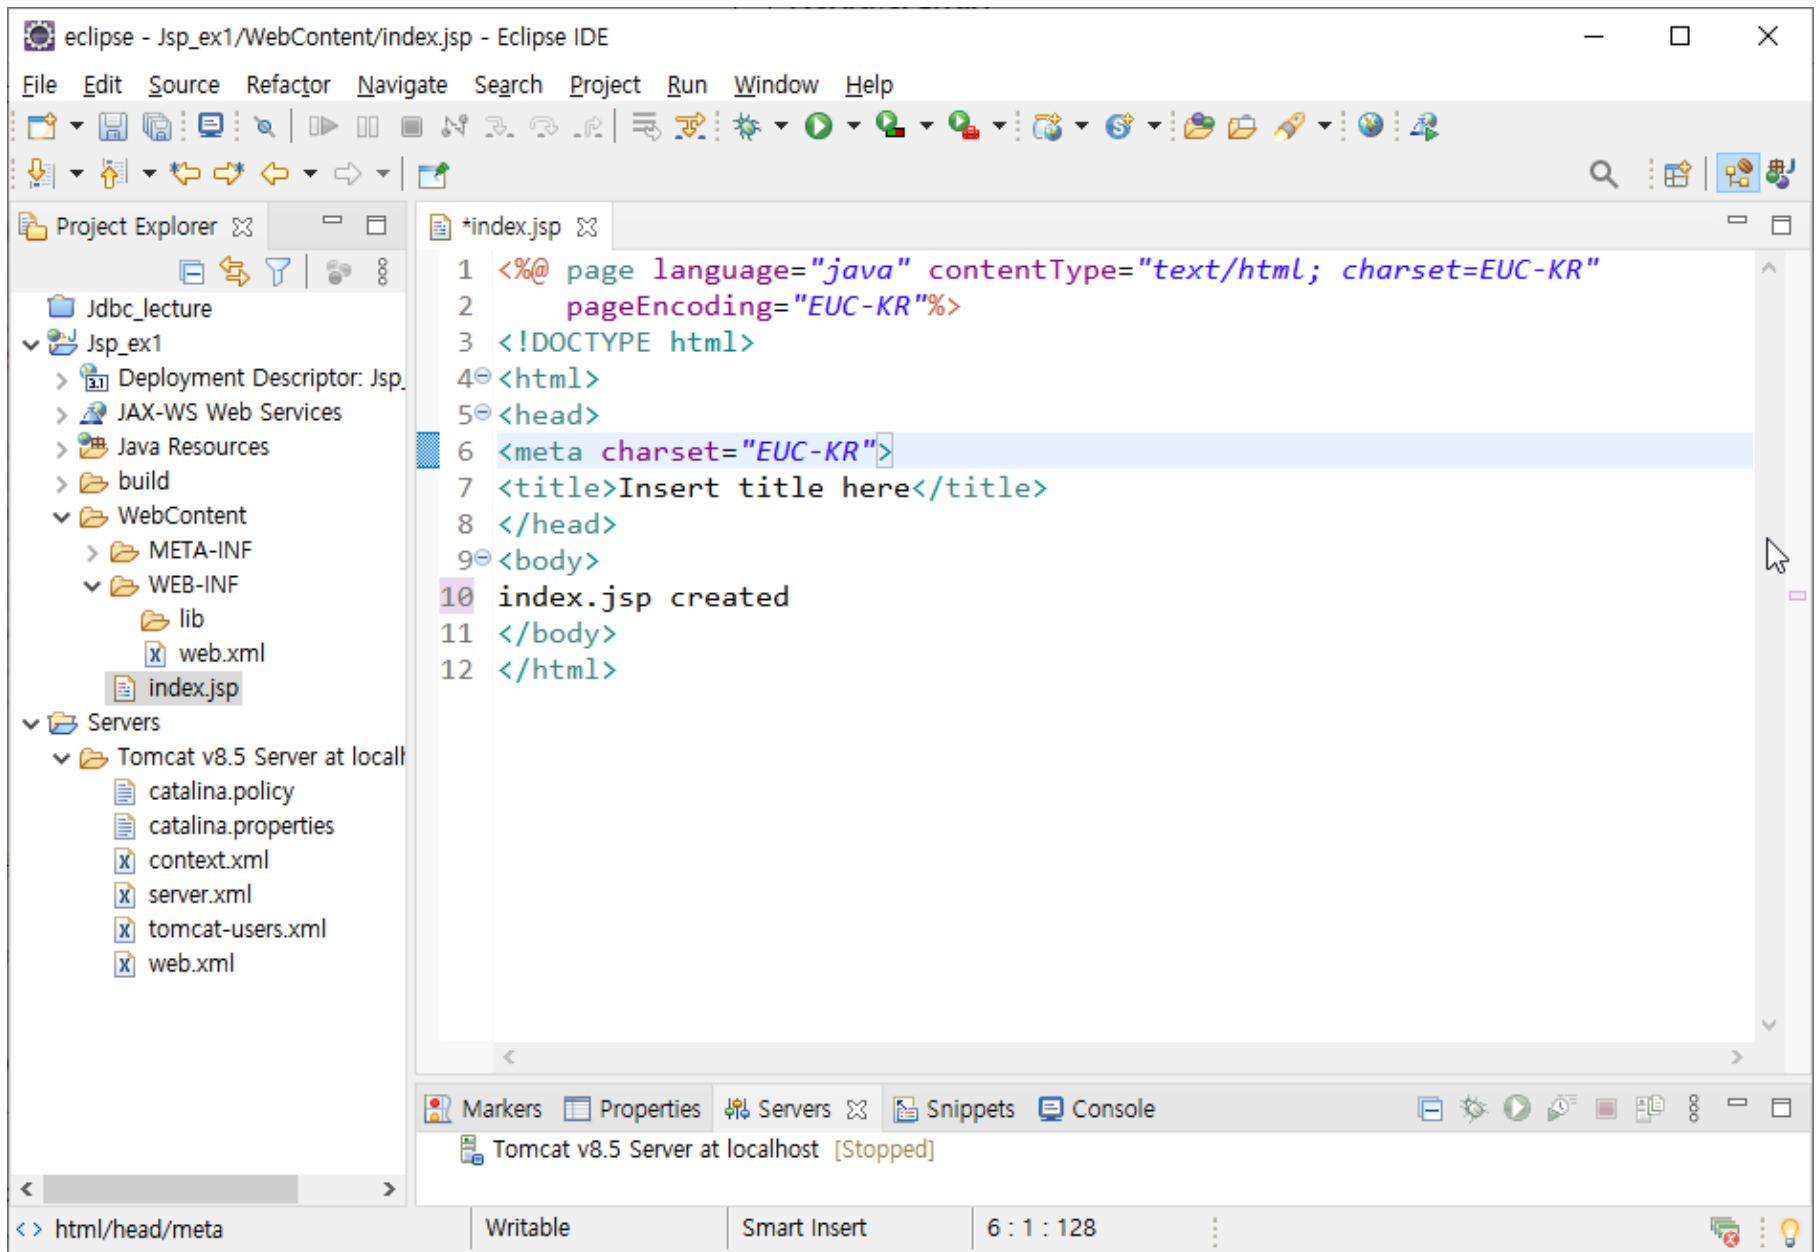 eclipse - Jsp_ex1/WebContent/index.jsp - Eclipse IDE
File Edit Source Refactor Navigate Search Project Run Window Help
Project Explorer
Jdbc_lecture
Jsp_ex1
Deployment Descriptor: Jsp_
JAX-WS Web Services
Java Resources
build
WebContent
META-INF
WEB-INF
lib
web.xml
index.jsp
Servers
Tomcat v8.5 Server at localh
catalina.policy
catalina.properties
context.xml
server.xml
tomcat-users.xml
web.xml
*index.jsp
1 <%@ page language="java" contentType="text/html; charset=EUC-KR"
2 pageEncoding="EUC-KR"%>
3 <!DOCTYPE html>
4 <html>
5 <head>
6 <meta charset="EUC-KR">
7 <title>Insert title here</title>
8 </head>
9 <body>
10 index.jsp created
11 </body>
12 </html>
Markers Properties Servers Snippets Console
Tomcat v8.5 Server at localhost [Stopped]
<> html/head/meta Writable Smart Insert 6 : 1 : 128